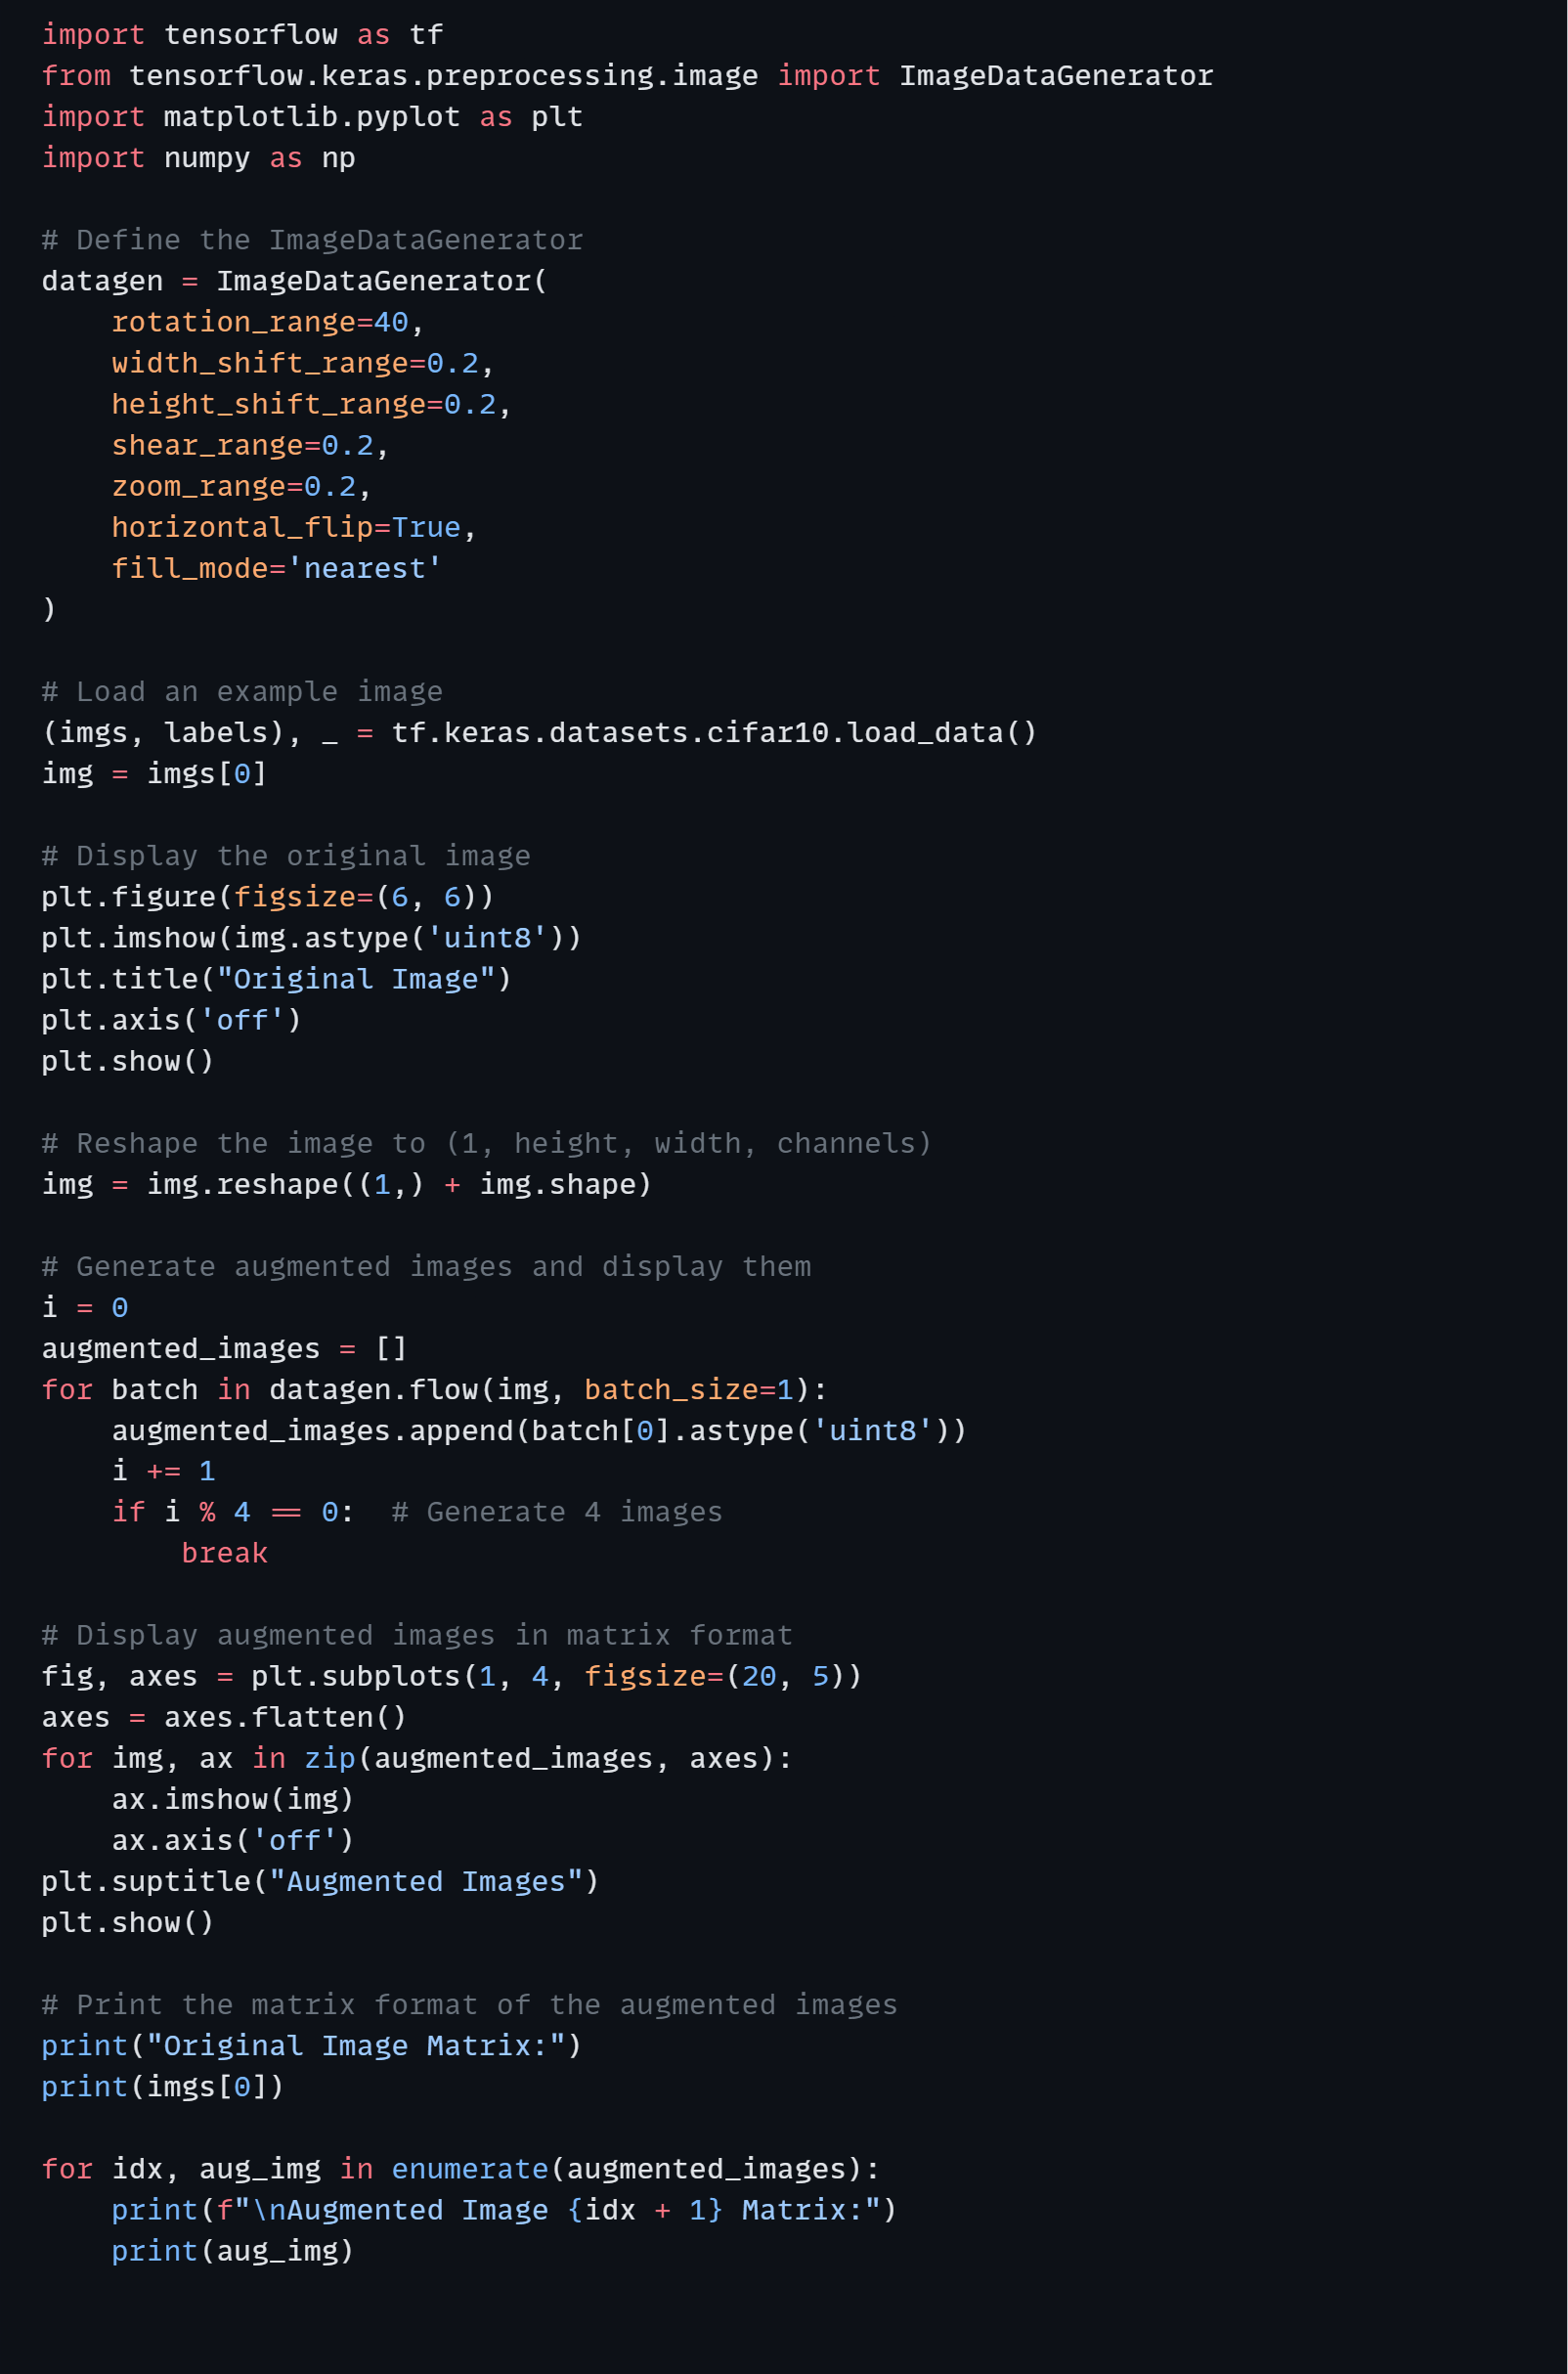 import tensorflow as tf
from tensorflow.keras.preprocessing.image import ImageDataGenerator
import matplotlib.pyplot as plt
import numpy as np

# Define the ImageDataGenerator
datagen = ImageDataGenerator(
    rotation_range=40,
    width_shift_range=0.2,
    height_shift_range=0.2,
    shear_range=0.2,
    zoom_range=0.2,
    horizontal_flip=True,
    fill_mode='nearest'
)

# Load an example image
(imgs, labels), _ = tf.keras.datasets.cifar10.load_data()
img = imgs[0]

# Display the original image
plt.figure(figsize=(6, 6))
plt.imshow(img.astype('uint8'))
plt.title("Original Image")
plt.axis('off')
plt.show()

# Reshape the image to (1, height, width, channels)
img = img.reshape((1,) + img.shape)

# Generate augmented images and display them
i = 0
augmented_images = []
for batch in datagen.flow(img, batch_size=1):
    augmented_images.append(batch[0].astype('uint8'))
    i += 1
    if i % 4 == 0:  # Generate 4 images
        break

# Display augmented images in matrix format
fig, axes = plt.subplots(1, 4, figsize=(20, 5))
axes = axes.flatten()
for img, ax in zip(augmented_images, axes):
    ax.imshow(img)
    ax.axis('off')
plt.suptitle("Augmented Images")
plt.show()

# Print the matrix format of the augmented images
print("Original Image Matrix:")
print(imgs[0])

for idx, aug_img in enumerate(augmented_images):
    print(f"\nAugmented Image {idx + 1} Matrix:")
    print(aug_img)